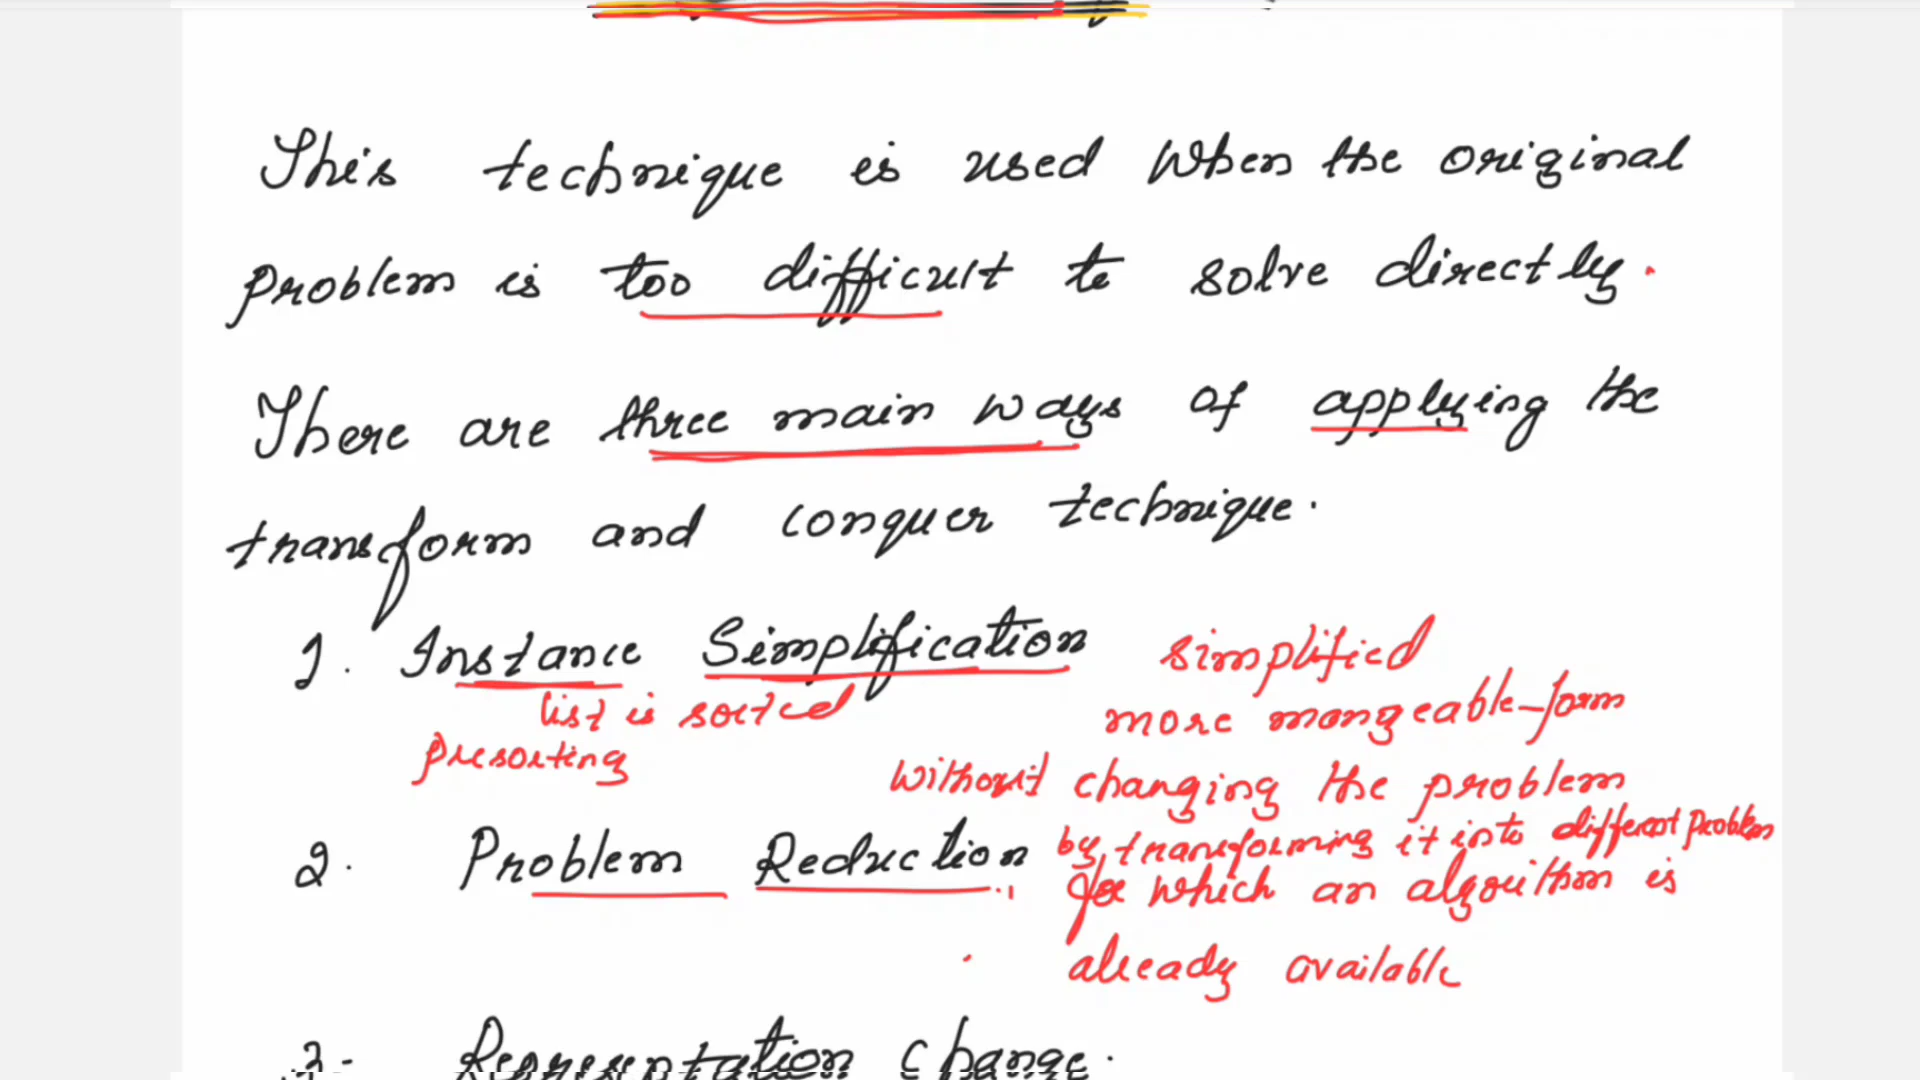 This technique is used when the original
problem is too difficult to solve directly.
There are three main ways of applying the
transform and conquer technique.
1. Instance Simplification
simplified
list is sorted
more mangeable form
presorting
without changing the problem
2. Problem Reduction
by transforming it into different problem
for which an algorithm is
already available
3. Representation change.